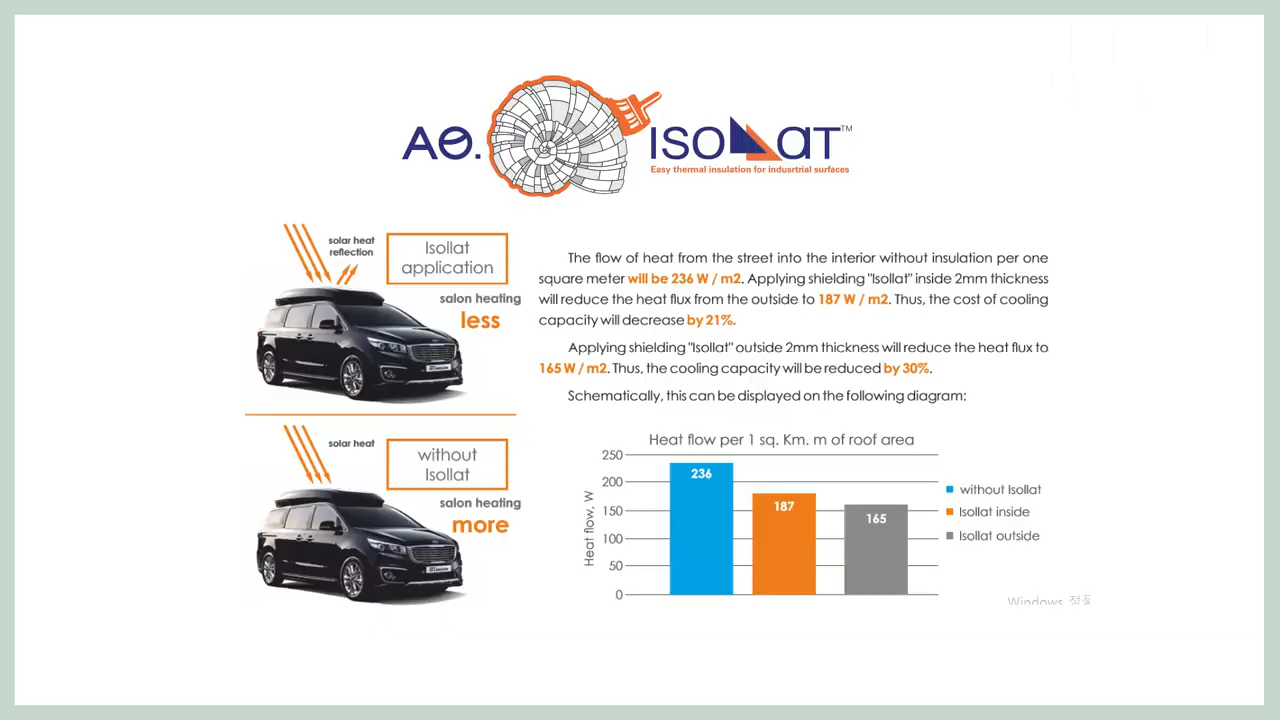 AO.
ISOLLAT™
Easy thermal insulation for indusrtrial surfaces
solar heat
reflection
Isollat
application
salon heating
less
The flow of heat from the street into the interior without insulation per one
square meter will be 236 W / m2. Applying shielding "Isollat" inside 2mm thickness
will reduce the heat flux from the outside to 187 W / m2. Thus, the cost of cooling
capacity will decrease by 21%.
Applying shielding "Isollat" outside 2mm thickness will reduce the heat flux to
165 W / m2. Thus, the cooling capacity will be reduced by 30%.
Schematically, this can be displayed on the following diagram:
solar heat
without
Isollat
salon heating
more
Heat flow per 1 sq. Km. m of roof area
Heat flow, W
250
200
150
100
50
0
236
187
165
without Isollat
Isollat inside
Isollat outside
Windows